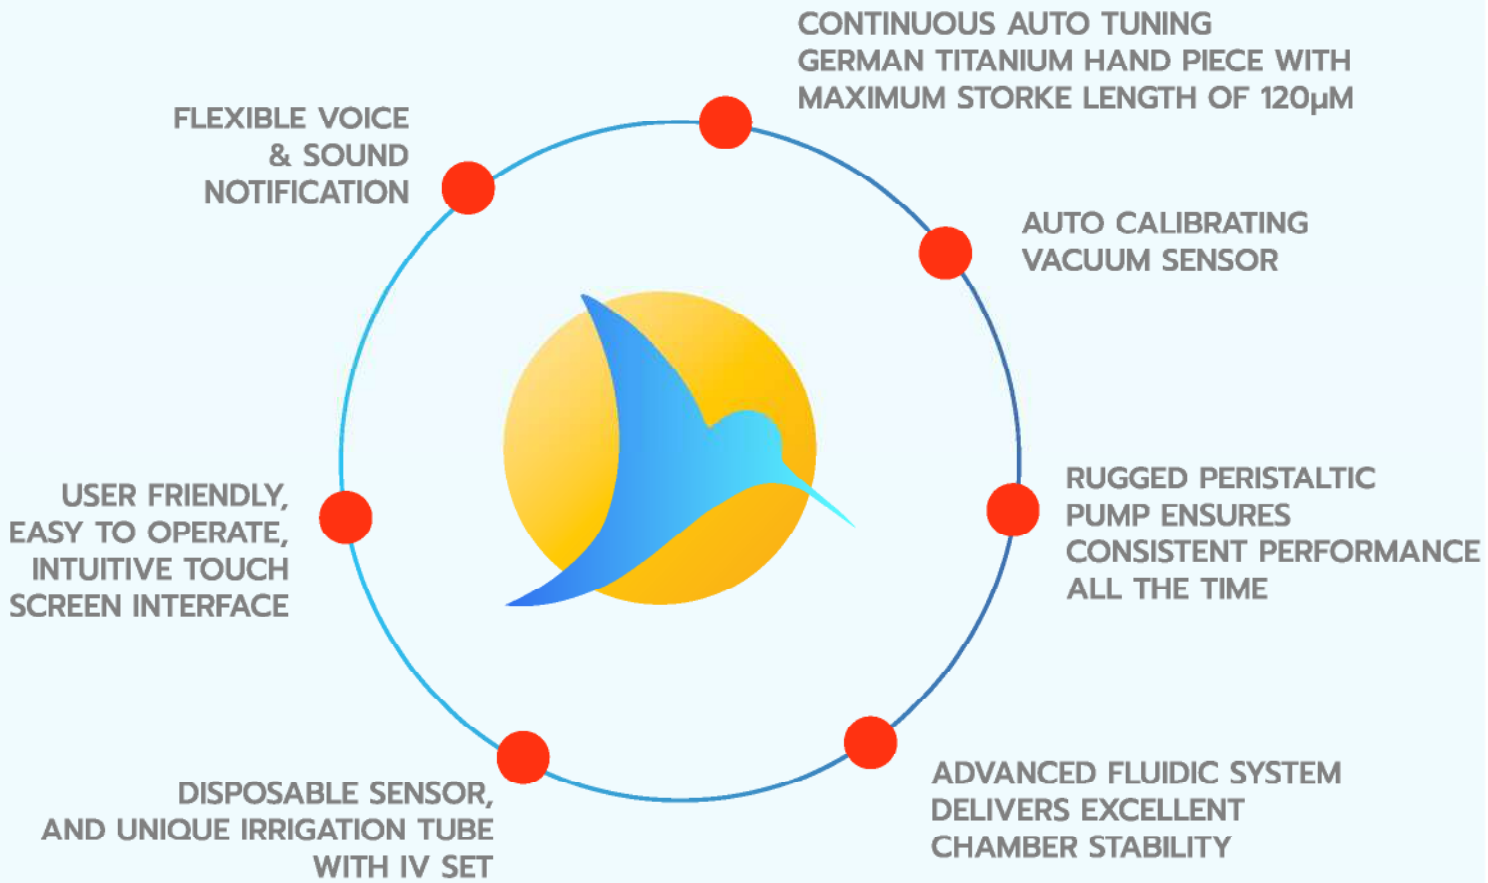 CONTINUOUS AUTO TUNING
GERMAN TITANIUM HAND PIECE WITH
MAXIMUM STORKE LENGTH OF 120µM
FLEXIBLE VOICE
& SOUND
NOTIFICATION
AUTO CALIBRATING
VACUUM SENSOR
RUGGED PERISTALTIC
PUMP ENSURES
CONSISTENT PERFORMANCE
ALL THE TIME
USER FRIENDLY,
EASY TO OPERATE,
INTUITIVE TOUCH
SCREEN INTERFACE
ADVANCED FLUIDIC SYSTEM
DELIVERS EXCELLENT
CHAMBER STABILITY
DISPOSABLE SENSOR,
AND UNIQUE IRRIGATION TUBE
WITH IV SET